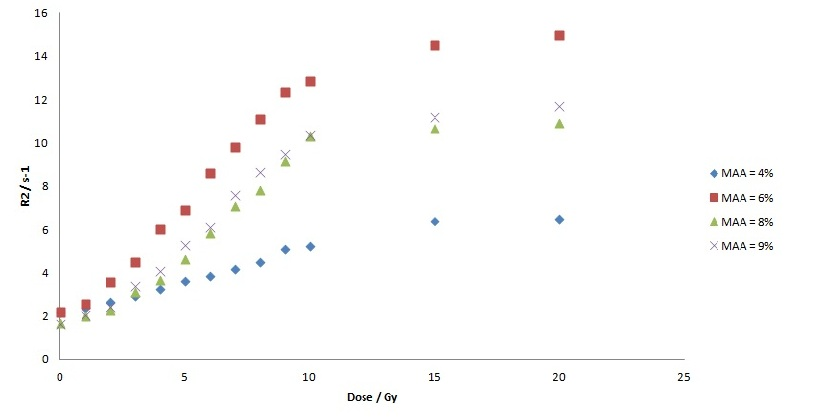 16
14
12
10
8
6
4
2
0
R2 / s-1
0 5 10 15 20 25
Dose / Gy
MAA = 4%
MAA = 6%
MAA = 8%
MAA = 9%